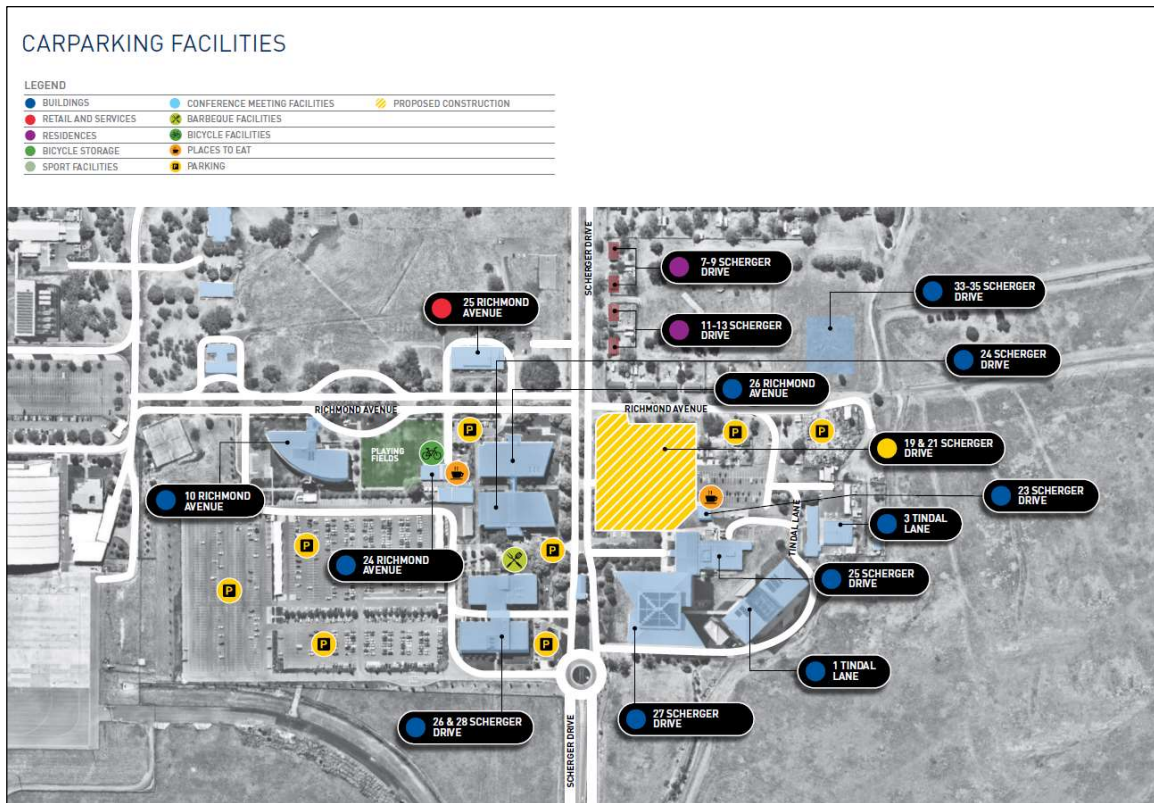 CARPARKING FACILITIES
LEGEND
BUILDINGS
CONFERENCE MEETING FACILITIES
PROPOSED CONSTRUCTION
RETAIL AND SERVICES
BARBEQUE FACILITIES
RESIDENCES
BICYCLE FACILITIES
BICYCLE STORAGE
PLACES TO EAT
SPORT FACILITIES
P
PARKING
SCHERGER DRIVE
7-9 SCHERGER
DRIVE
33-35 SCHERGER
DRIVE
25 RICHMOND
AVENUE
11-13 SCHERGER
DRIVE
24 SCHERGER
DRIVE
26 RICHMOND
AVENUE
RICHMOND AVENUE
RICHMOND AVENUE
P
P
P
PLAYING
FIELDS
19 & 21 SCHERGER
DRIVE
10 RICHMOND
AVENUE
23 SCHERGER
DRIVE
3 TINDAL
LANE
TINDAL LANE
P
P
24 RICHMOND
AVENUE
25 SCHERGER
DRIVE
P
P
P
1 TINDAL
LANE
26 & 28 SCHERGER
DRIVE
27 SCHERGER
DRIVE
SCHERGER DRIVE